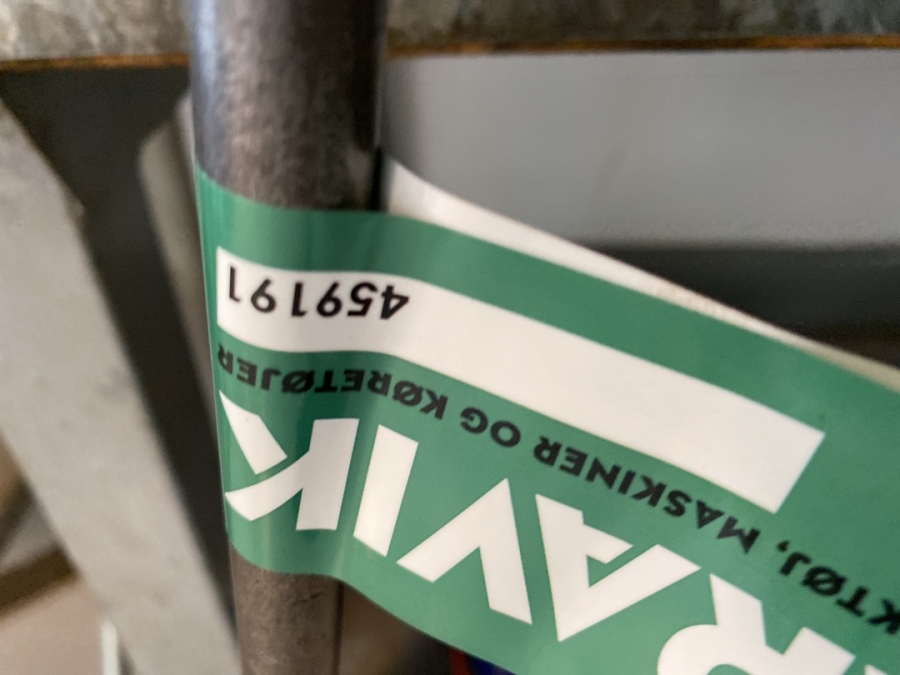 RAVIK
KTØJ, MASKINER OG KØRETØJER
459191